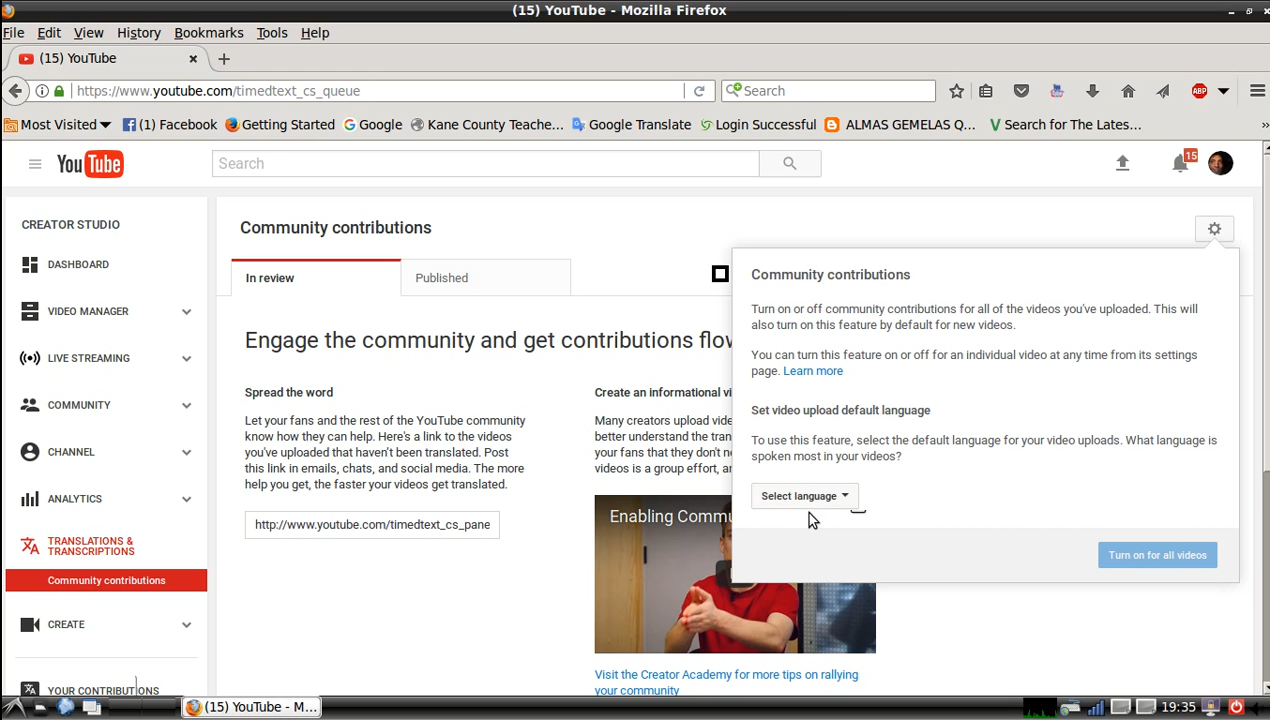 (15) YouTube - Mozilla Firefox
File Edit View History Bookmarks Tools Help
(15) YouTube
https://www.youtube.com/timedtext_cs_queue
Search
Most Visited
(1) Facebook
Getting Started
Google
Kane County Teache...
Google Translate
Login Successful
ALMAS GEMELAS Q...
Search for The Lates...
YouTube
Search
15
CREATOR STUDIO
DASHBOARD
VIDEO MANAGER
LIVE STREAMING
COMMUNITY
CHANNEL
ANALYTICS
TRANSLATIONS &
TRANSCRIPTIONS
Community contributions
CREATE
YOUR CONTRIBUTIONS
Community contributions
In review
Published
Engage the community and get contributions flov
Spread the word
Let your fans and the rest of the YouTube community
know how they can help. Here's a link to the videos
you've uploaded that haven't been translated. Post
this link in emails, chats, and social media. The more
help you get, the faster your videos get translated.
http://www.youtube.com/timedtext_cs_pane
Create an informational vi
Many creators upload vide
better understand the tran
your fans that they don't n
videos is a group effort, a
Enabling Commu
Visit the Creator Academy for more tips on rallying
your community
Community contributions
Turn on or off community contributions for all of the videos you've uploaded. This will
also turn on this feature by default for new videos.
You can turn this feature on or off for an individual video at any time from its settings
page. Learn more
Set video upload default language
To use this feature, select the default language for your video uploads. What language is
spoken most in your videos?
Select language
Turn on for all videos
(15) YouTube - M...
19:35